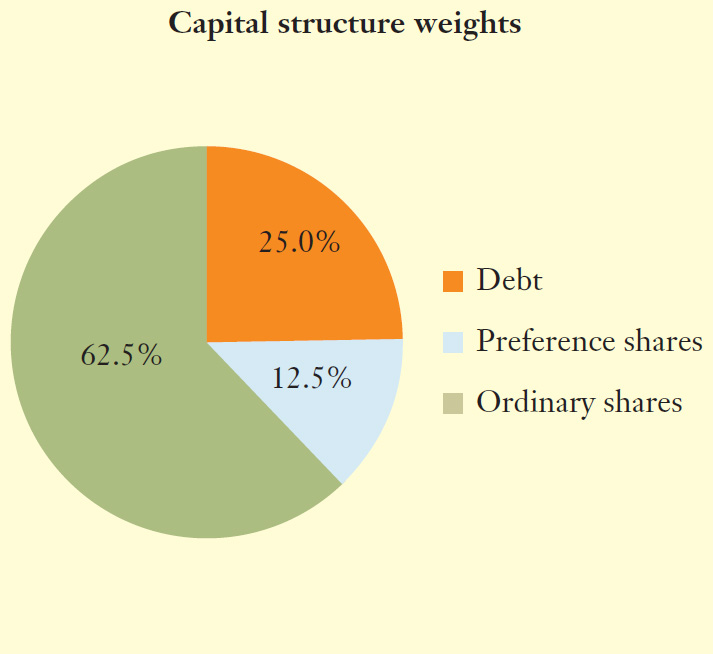 Capital structure weights
25.0%
62.5%
12.5%
Debt
Preference shares
Ordinary shares